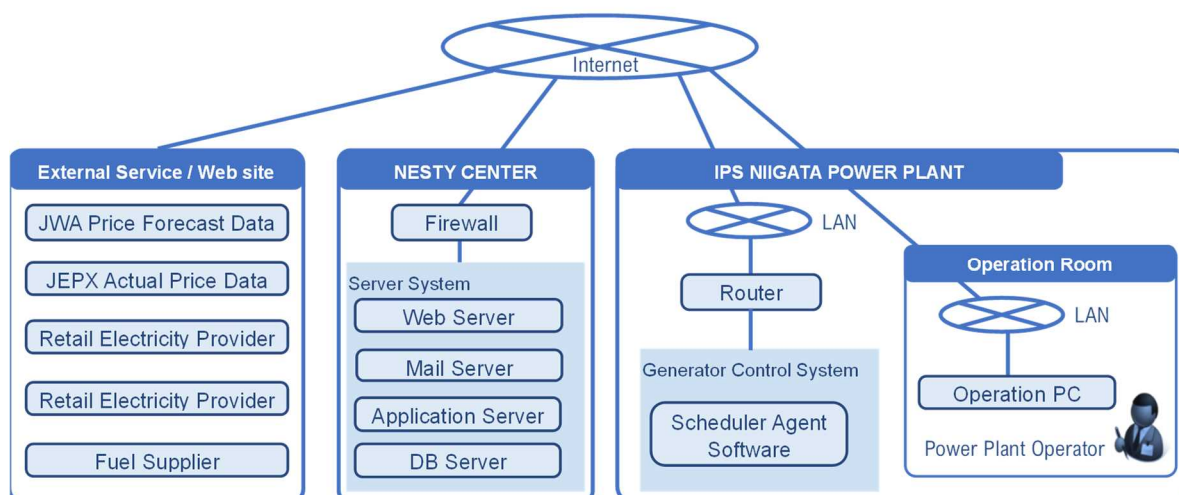 Internet
External Service / Web site
JWA Price Forecast Data
JEPX Actual Price Data
Retail Electricity Provider
Retail Electricity Provider
Fuel Supplier
NESTY CENTER
Firewall
Server System
Web Server
Mail Server
Application Server
DB Server
IPS NIIGATA POWER PLANT
LAN
Router
Generator Control System
Scheduler Agent
Software
Operation Room
LAN
Operation PC
Power Plant Operator